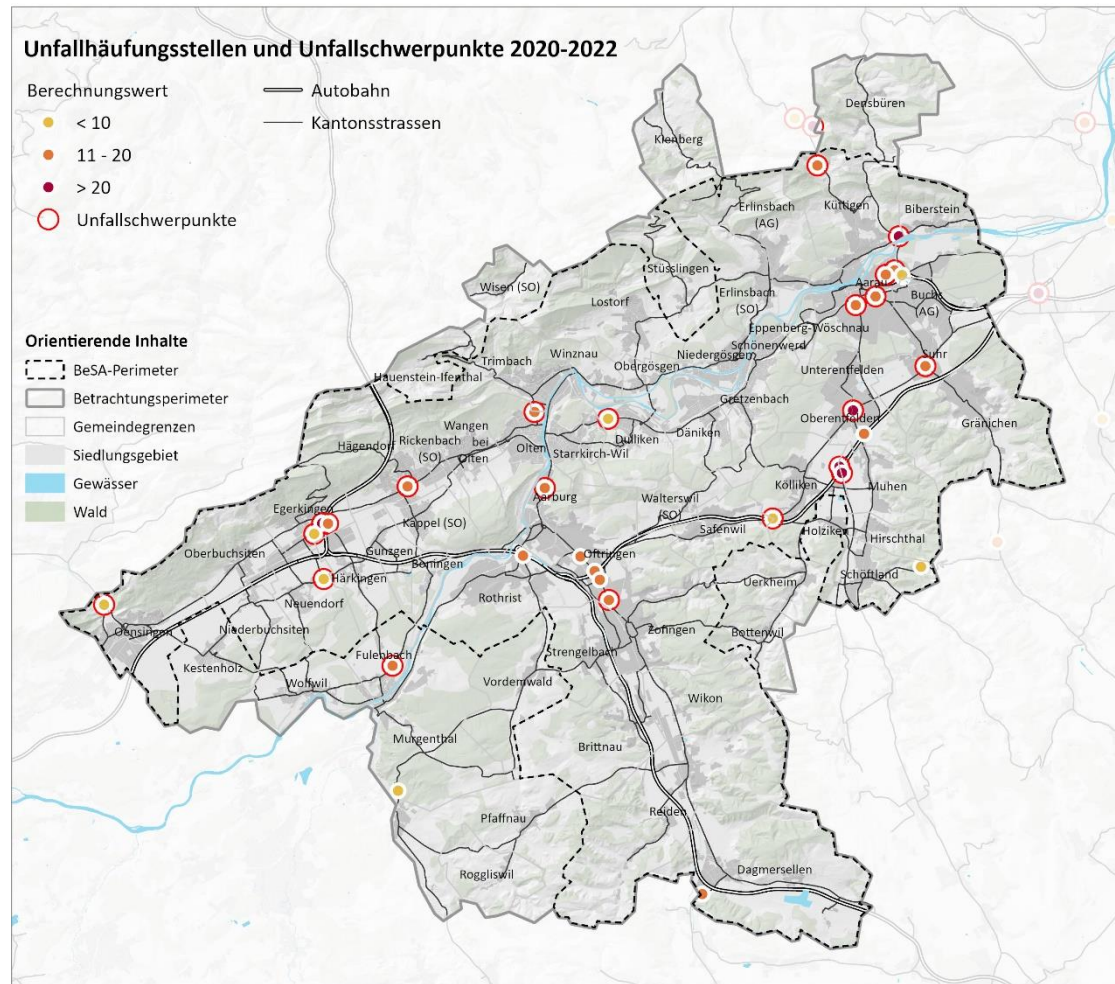 Unfallhäufungsstellen und Unfallschwerpunkte 2020-2022
Berechnungswert
< 10
11 - 20
> 20
Unfallschwerpunkte
Autobahn
Kantonsstrassen
Orientierende Inhalte
BeSA-Perimeter
Betrachtungsperimeter
Gemeindegrenzen
Siedlungsgebiet
Gewässer
Wald
Densbüren
Kienberg
Küttigen
Erlinsbach
(AG)
Biberstein
Stüsslingen
Wisen (SO)
Lostorf
Erlinsbach
(SO)
Aarau
Buchs
(AG)
Eppenberg-Wöschnau
Schönenwerd
Niedergösgen
Winznau
Trimbach
Obergösgen
Suhr
Unterentfelden
Hauenstein-Ifenthal
Gretzenbach
Oberentfelden
Gränichen
Däniken
Dulliken
Starrkirch-Wil
Olten
Wangen
bei
Olten
Rickenbach
(SO)
Hägendorf
Kölliken
Muhen
Aarburg
Walterswil
(SO)
Safenwil
Egerkingen
Kappel (SO)
Holziken
Hirschthal
Oberbuchsiten
Gunzgen
Boningen
Oftringen
Schöftland
Uerkheim
Härkingen
Neuendorf
Rothrist
Oensingen
Niederbuchsiten
Zofingen
Bottenwil
Strengelbach
Kestenholz
Fulenbach
Wolfwil
Vordemwald
Wikon
Murgenthal
Brittnau
Pfaffnau
Reiden
Roggliswil
Dagmersellen